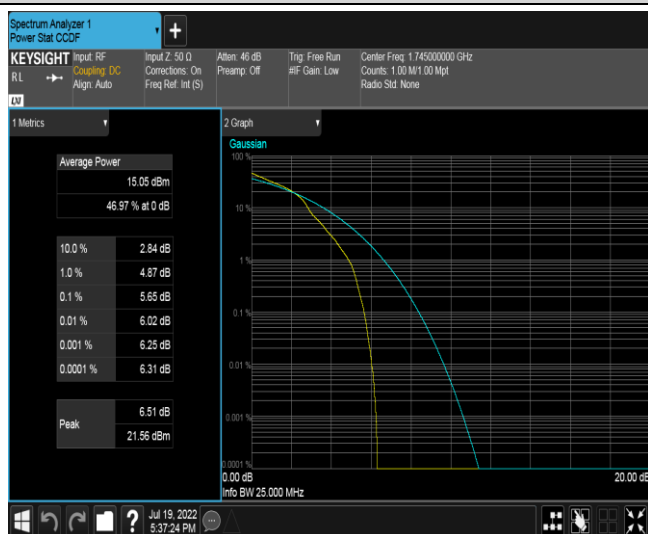 Spectrum Analyzer 1
Power Stat CCDF
+
KEYSIGHT
RL
LXI
Input: RF
Coupling: DC
Align: Auto
Input Z: 50 Ω
Corrections: On
Freq Ref: Int (S)
Atten: 46 dB
Preamp: Off
Trig: Free Run
#IF Gain: Low
Center Freq: 1.745000000 GHz
Counts: 1.00 M/1.00 Mpt
Radio Std: None
1 Metrics
Average Power
15.05 dBm
46.97 % at 0 dB
10.0 % 2.84 dB
1.0 % 4.87 dB
0.1 % 5.65 dB
0.01 % 6.02 dB
0.001 % 6.25 dB
0.0001 % 6.31 dB
Peak 6.51 dB
21.56 dBm
2 Graph
Gaussian
100 %
10 %
1 %
0.1 %
0.01 %
0.001 %
0.0001 %
0.00 dB 20.00 dB
Info BW 25.000 MHz
? Jul 19, 2022
5:37:24 PM